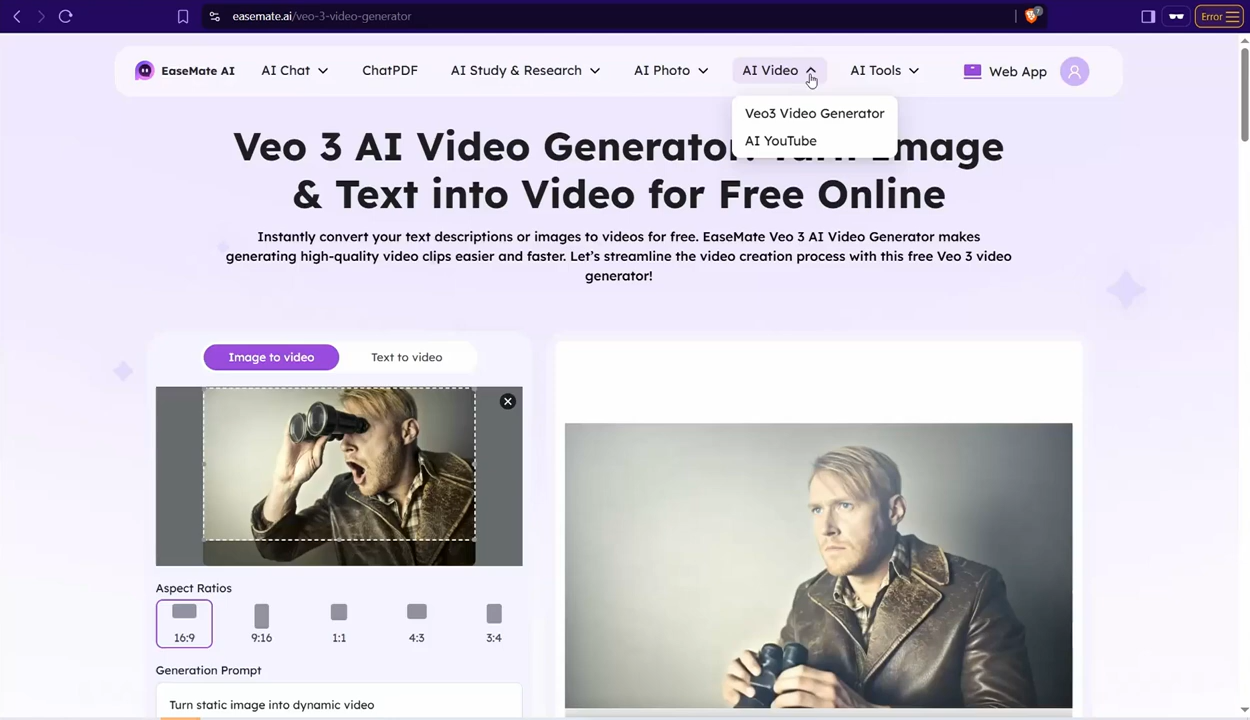 easemate.ai/veo-3-video-generator
7
Error
EaseMate AI
AI Chat
ChatPDF
AI Study & Research
AI Photo
AI Video
AI Tools
Web App
Veo3 Video Generator
AI YouTube
Veo 3 AI Video Generator: Turn Image
& Text into Video for Free Online
Instantly convert your text descriptions or images to videos for free. EaseMate Veo 3 AI Video Generator makes
generating high-quality video clips easier and faster. Let's streamline the video creation process with this free Veo 3 video
generator!
Image to video
Text to video
Aspect Ratios
16:9
9:16
1:1
4:3
3:4
Generation Prompt
Turn static image into dynamic video